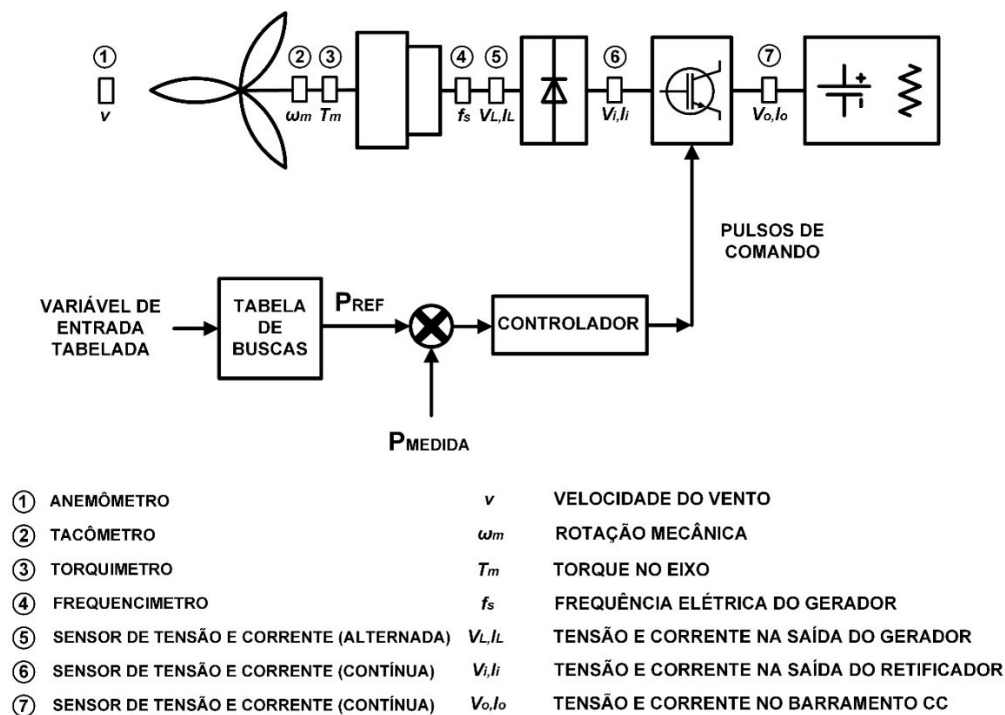 ① ② ③ ④ ⑤ ⑥ ⑦
v ωm Tm fs VL,IL Vi,Ii Vo,Io
+
PULSOS DE
COMANDO
VARIÁVEL DE
ENTRADA
TABELADA
TABELA
DE
BUSCAS
PREF
CONTROLADOR
PMEDIDA
① ANEMÔMETRO v VELOCIDADE DO VENTO
② TACÔMETRO ωm ROTAÇÃO MECÂNICA
③ TORQUIMETRO Tm TORQUE NO EIXO
④ FREQUENCIMETRO fs FREQUÊNCIA ELÉTRICA DO GERADOR
⑤ SENSOR DE TENSÃO E CORRENTE (ALTERNADA) VL,IL TENSÃO E CORRENTE NA SAÍDA DO GERADOR
⑥ SENSOR DE TENSÃO E CORRENTE (CONTÍNUA) Vi,Ii TENSÃO E CORRENTE NA SAÍDA DO RETIFICADOR
⑦ SENSOR DE TENSÃO E CORRENTE (CONTÍNUA) Vo,Io TENSÃO E CORRENTE NO BARRAMENTO CC